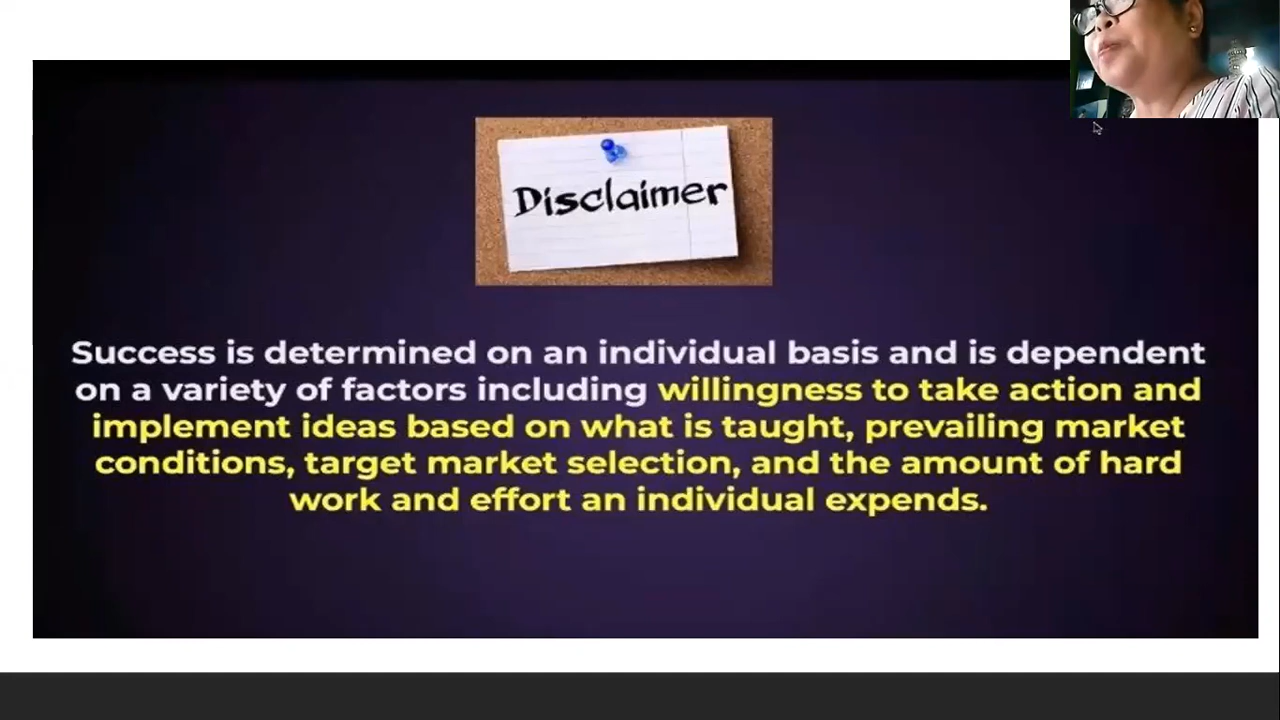 Disclaimer
Success is determined on an individual basis and is dependent
on a variety of factors including willingness to take action and
implement ideas based on what is taught, prevailing market
conditions, target market selection, and the amount of hard
work and effort an individual expends.